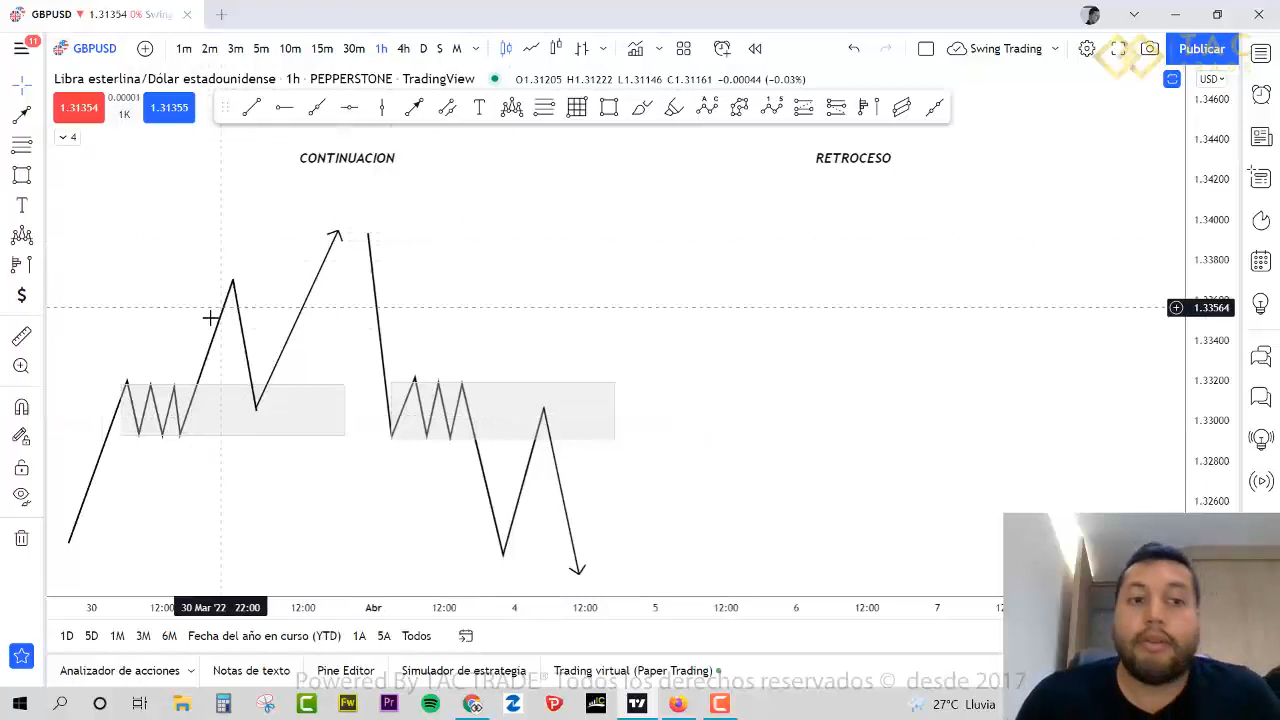 GBPUSD ▼ 1.31354 0% Swing
11
GBPUSD 1m 2m 3m 5m 10m 15m 30m 1h 4h D S M Swing Trading Publicar
Libra esterlina/Dólar estadounidense · 1h · PEPPERSTONE · TradingView O1.31205 H1.31222 L1.31146 C1.31161 -0.00044 (-0.03%) USD
1.31354 0.00001 1K 1.31355
4
CONTINUACION RETROCESO
1.34600
1.34400
1.34200
1.34000
1.33800
1.33564
1.33400
1.33200
1.33000
1.32800
1.32600
30 12:00 30 Mar '22 22:00 12:00 Abr 12:00 4 12:00 5 12:00 6 12:00 7
1D 5D 1M 3M 6M Fecha del año en curso (YTD) 1A 5A Todos
Analizador de acciones Notas de texto Pine Editor Simulador de estrategia Trading virtual (Paper Trading)
Powered By TAC TRADE® Todos los derechos reservados © desde 2017
27°C Lluvia